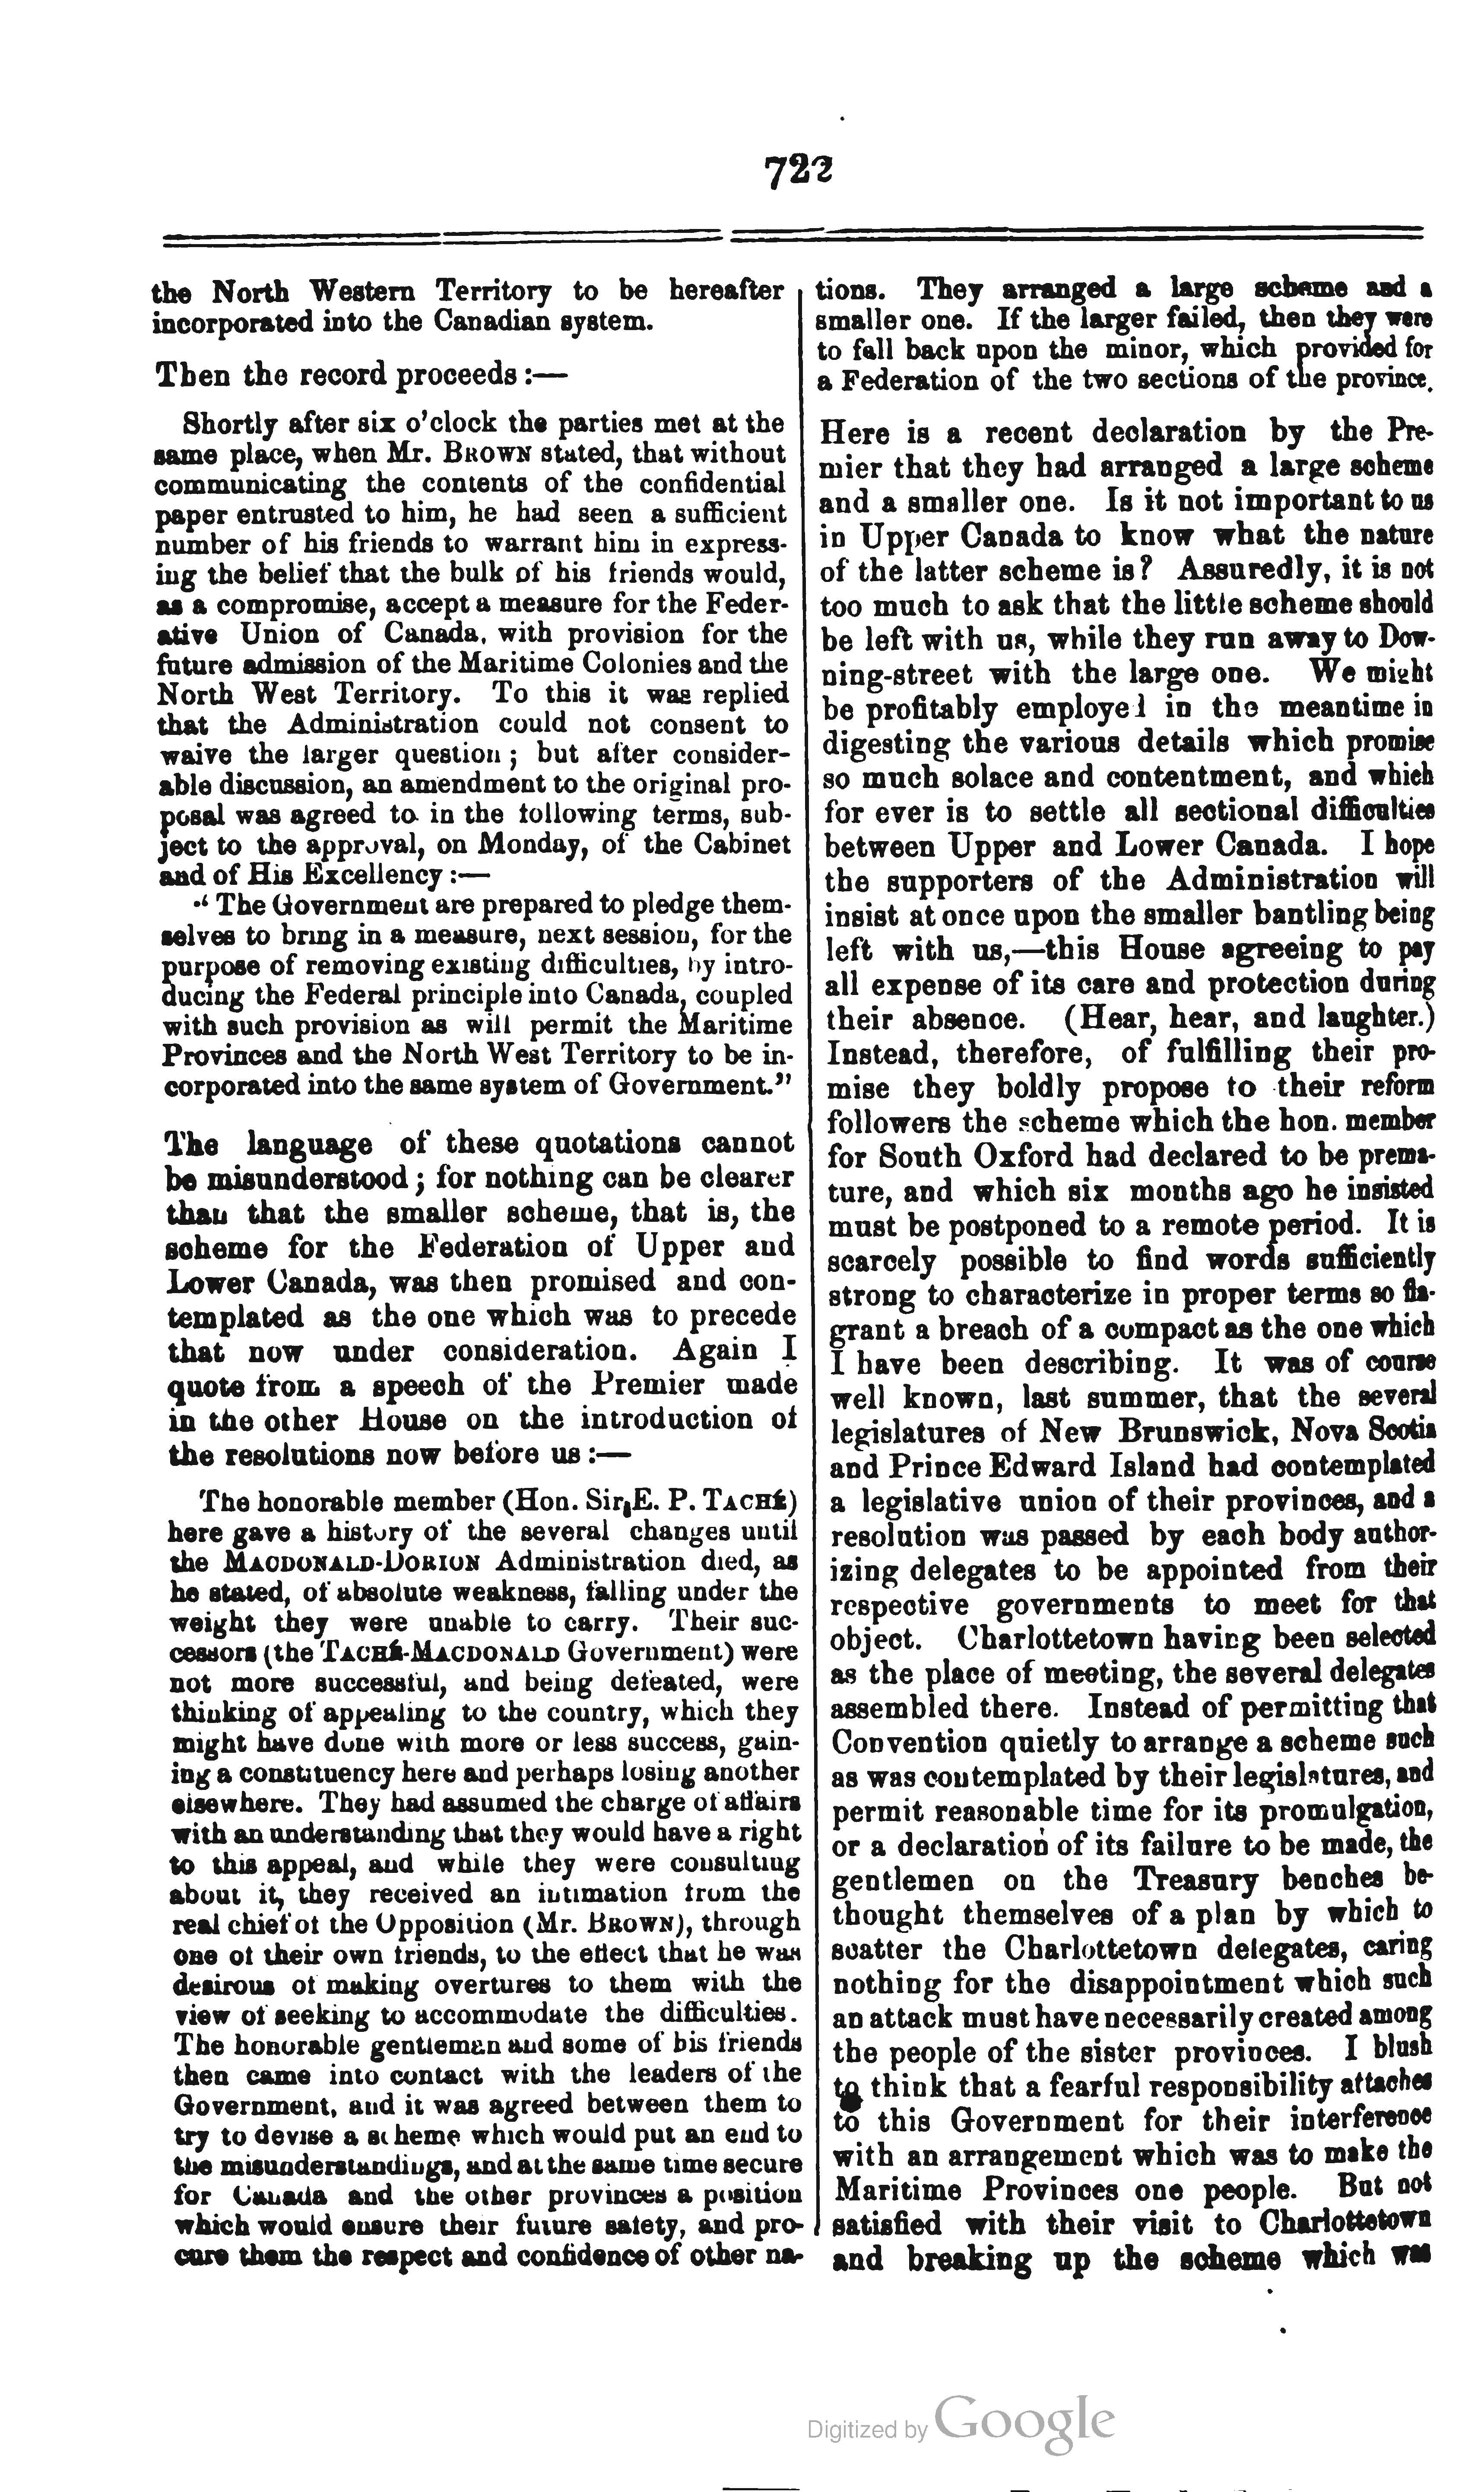 722
the North Western Territory to be hereafter
incorporated into the Canadian system.
Then the record proceeds :—
Shortly after six o'clock the parties met at the
same place, when Mr. BROWN stated, that without
communicating the contents of the confidential
paper entrusted to him, he had seen a sufficient
number of his friends to warrant him in express-
ing the belief that the bulk of his friends would,
as a compromise, accept a measure for the Feder-
ative Union of Canada, with provision for the
future admission of the Maritime Colonies and the
North West Territory. To this it was replied
that the Administration could not consent to
waive the larger question ; but after consider-
able discussion, an amendment to the original pro-
posal was agreed to in the following terms, sub-
ject to the approval, on Monday, of the Cabinet
and of His Excellency :—
" The Government are prepared to pledge them-
selves to bring in a measure, next session, for the
purpose of removing existing difficulties, by intro-
ducing the Federal principle into Canada, coupled
with such provision as will permit the Maritime
Provinces and the North West Territory to be in-
corporated into the same system of Government."
The language of these quotations cannot
be misunderstood ; for nothing can be clearer
than that the smaller scheme, that is, the
scheme for the Federation of Upper and
Lower Canada, was then promised and con-
templated as the one which was to precede
that now under consideration. Again I
quote from a speech of the Premier made
in the other House on the introduction of
the resolutions now before us :—
The honorable member (Hon. Sir E. P. TACHÉ)
here gave a history of the several changes until
the MACDONALD-DORION Administration died, as
he stated, of absolute weakness, falling under the
weight they were unable to carry. Their suc-
cessors (the TACHÉ-MACDONALD Government) were
not more successful, and being defeated, were
thinking of appealing to the country, which they
might have done with more or less success, gain-
ing a constituency here and perhaps losing another
elsewhere. They had assumed the charge of affairs
with an understanding that they would have a right
to this appeal, and while they were consulting
about it, they received an intimation from the
real chief of the Opposition (Mr. BROWN), through
one of their own friends, to the effect that he was
desirous of making overtures to them with the
view of seeking to accommodate the difficulties.
The honorable gentleman and some of his friends
then came into contact with the leaders of the
Government, and it was agreed between them to
try to devise a scheme which would put an end to
the misunderstandings, and at the same time secure
for Canada and the other provinces a position
which would ensure their future safety, and pro-
cure them the respect and confidence of other na-
tions. They arranged a large scheme and a
smaller one. If the larger failed, then they were
to fall back upon the minor, which provided for
a Federation of the two sections of the province.
Here is a recent declaration by the Pre-
mier that they had arranged a large scheme
and a smaller one. Is it not important to us
in Upper Canada to know what the nature
of the latter scheme is ? Assuredly, it is not
too much to ask that the little scheme should
be left with us, while they run away to Dow-
ning-street with the large one. We might
be profitably employed in the meantime in
digesting the various details which promise
so much solace and contentment, and which
for ever is to settle all sectional difficulties
between Upper and Lower Canada. I hope
the supporters of the Administration will
insist at once upon the smaller bantling being
left with us,—this House agreeing to pay
all expense of its care and protection during
their absence. (Hear, hear, and laughter.)
Instead, therefore, of fulfilling their pro-
mise they boldly propose to their reform
followers the scheme which the hon. member
for South Oxford had declared to be prema-
ture, and which six months ago he insisted
must be postponed to a remote period. It is
scarcely possible to find words sufficiently
strong to characterize in proper terms so fla-
grant a breach of a compact as the one which
I have been describing. It was of course
well known, last summer, that the several
legislatures of New Brunswick, Nova Scotia
and Prince Edward Island had contemplated
a legislative union of their provinces, and a
resolution was passed by each body author-
izing delegates to be appointed from their
respective governments to meet for that
object. Charlottetown having been selected
as the place of meeting, the several delegates
assembled there. Instead of permitting that
Convention quietly to arrange a scheme such
as was contemplated by their legislatures, and
permit reasonable time for its promulgation,
or a declaration of its failure to be made, the
gentlemen on the Treasury benches be-
thought themselves of a plan by which to
scatter the Charlottetown delegates, caring
nothing for the disappointment which such
an attack must have necessarily created among
the people of the sister provinces. I blush
to think that a fearful responsibility attaches
to this Government for their interference
with an arrangement which was to make the
Maritime Provinces one people. But not
satisfied with their visit to Charlottetown
and breaking up the scheme which was
Digitized by Google